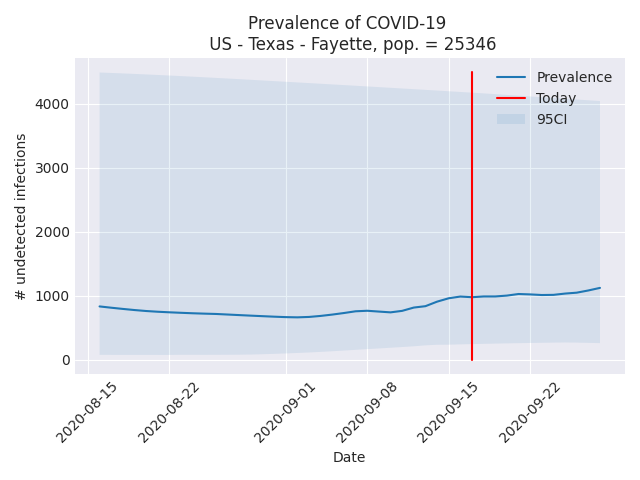 Prevalence of COVID-19
US - Texas - Fayette, pop. = 25346
Prevalence
Today
95CI
# undetected infections
4000
3000
2000
1000
0
2020-08-15
2020-08-22
2020-09-01
2020-09-08
2020-09-15
2020-09-22
Date